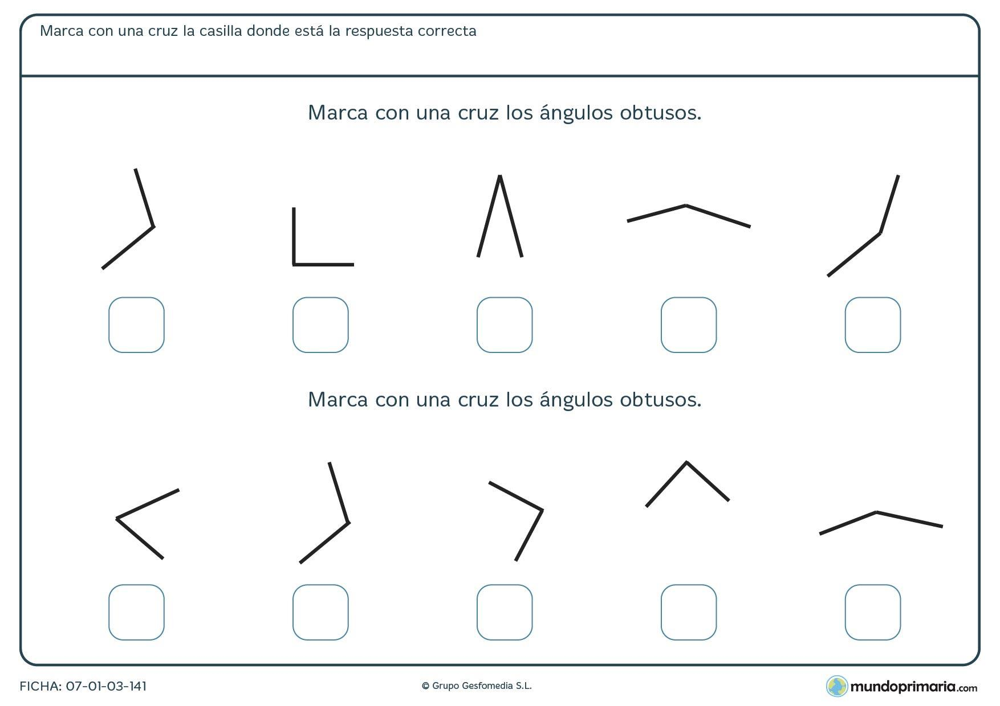 Marca con una cruz la casilla donde está la respuesta correcta
Marca con una cruz los ángulos obtusos.
Marca con una cruz los ángulos obtusos.
FICHA: 07-01-03-141
© Grupo Gesfomedia S.L.
mundoprimaria.com